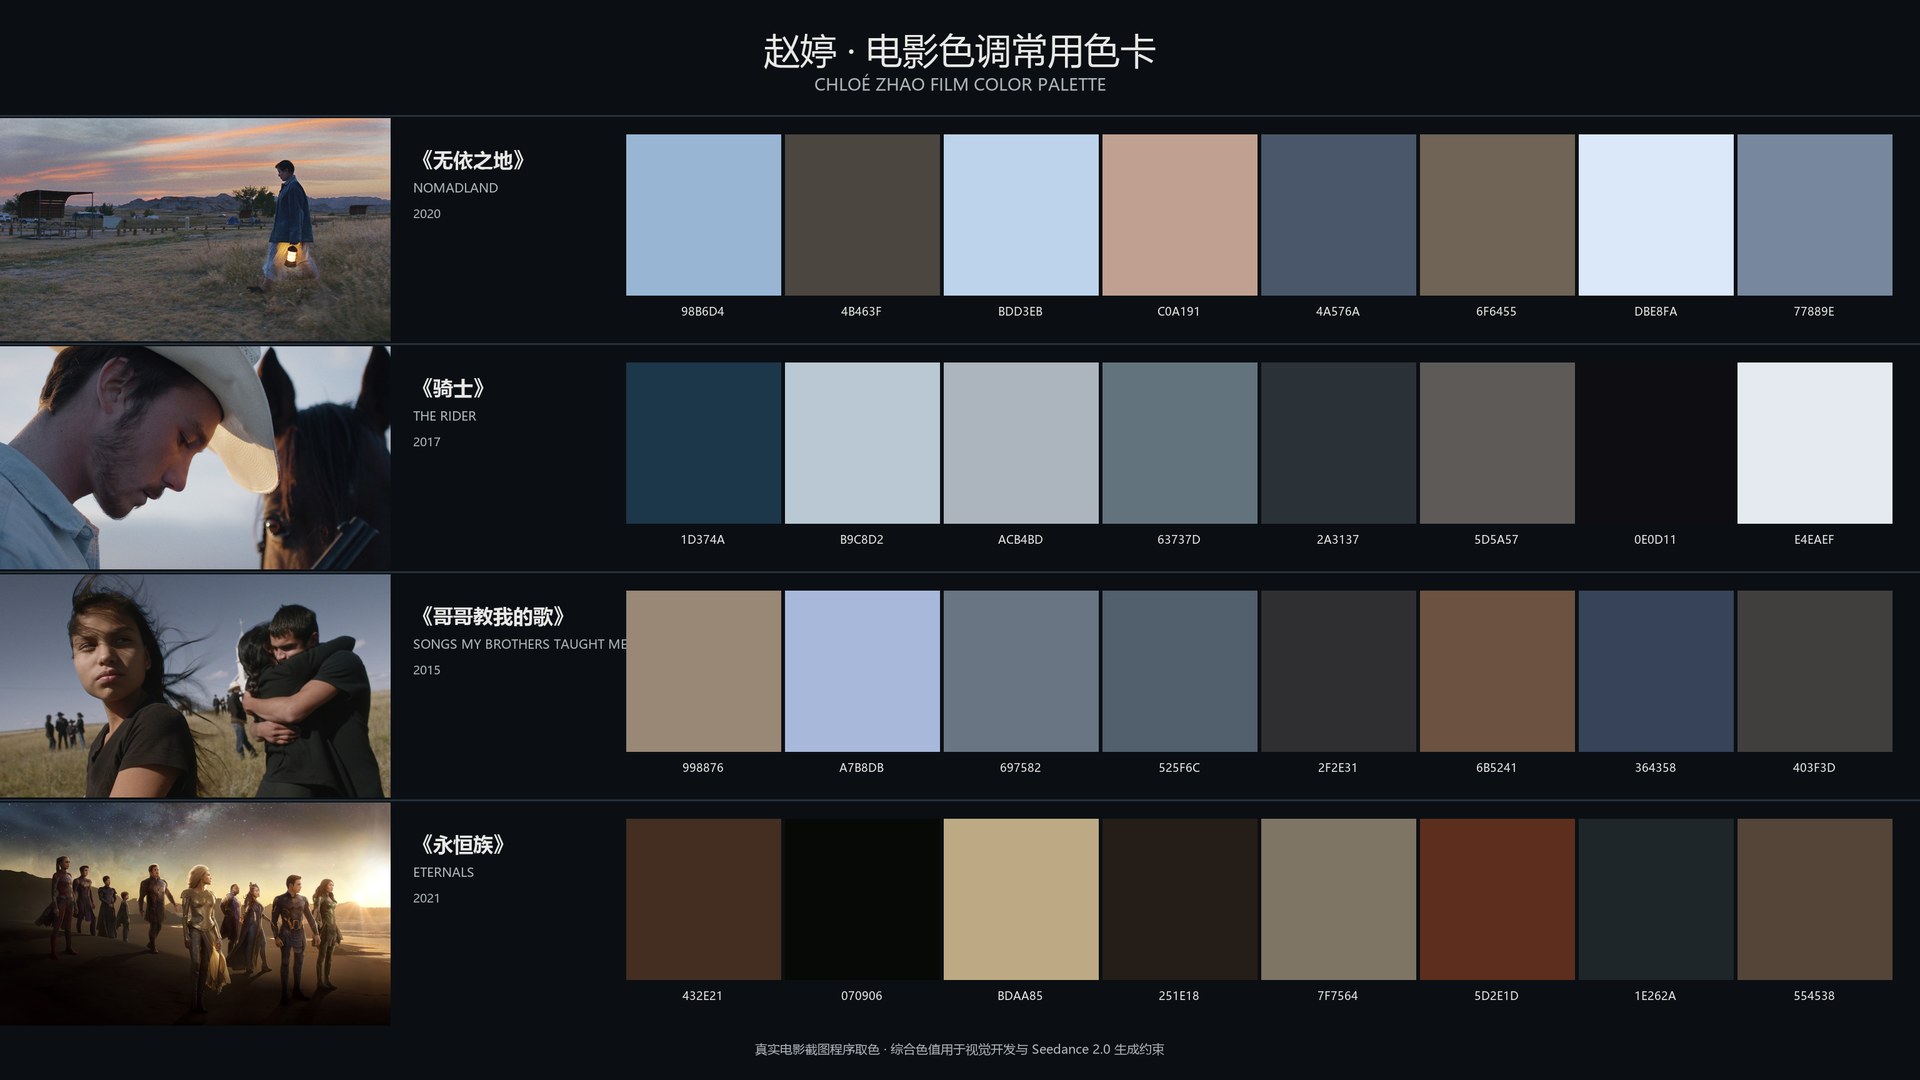 赵婷 · 电影色调常用色卡
CHLOÉ ZHAO FILM COLOR PALETTE
《无依之地》
NOMADLAND
2020
98B6D4 4B463F BDD3EB C0A191 4A576A 6F6455 DBE8FA 77889E
《骑士》
THE RIDER
2017
1D374A B9C8D2 ACB4BD 63737D 2A3137 5D5A57 0E0D11 E4EAEF
《哥哥教我的歌》
SONGS MY BROTHERS TAUGHT ME
2015
998876 A7B8DB 697582 525F6C 2F2E31 6B5241 364358 403F3D
《永恒族》
ETERNALS
2021
432E21 070906 BDAA85 251E18 7F7564 5D2E1D 1E262A 554538
真实电影截图程序取色 · 综合色值用于视觉开发与 Seedance 2.0 生成约束